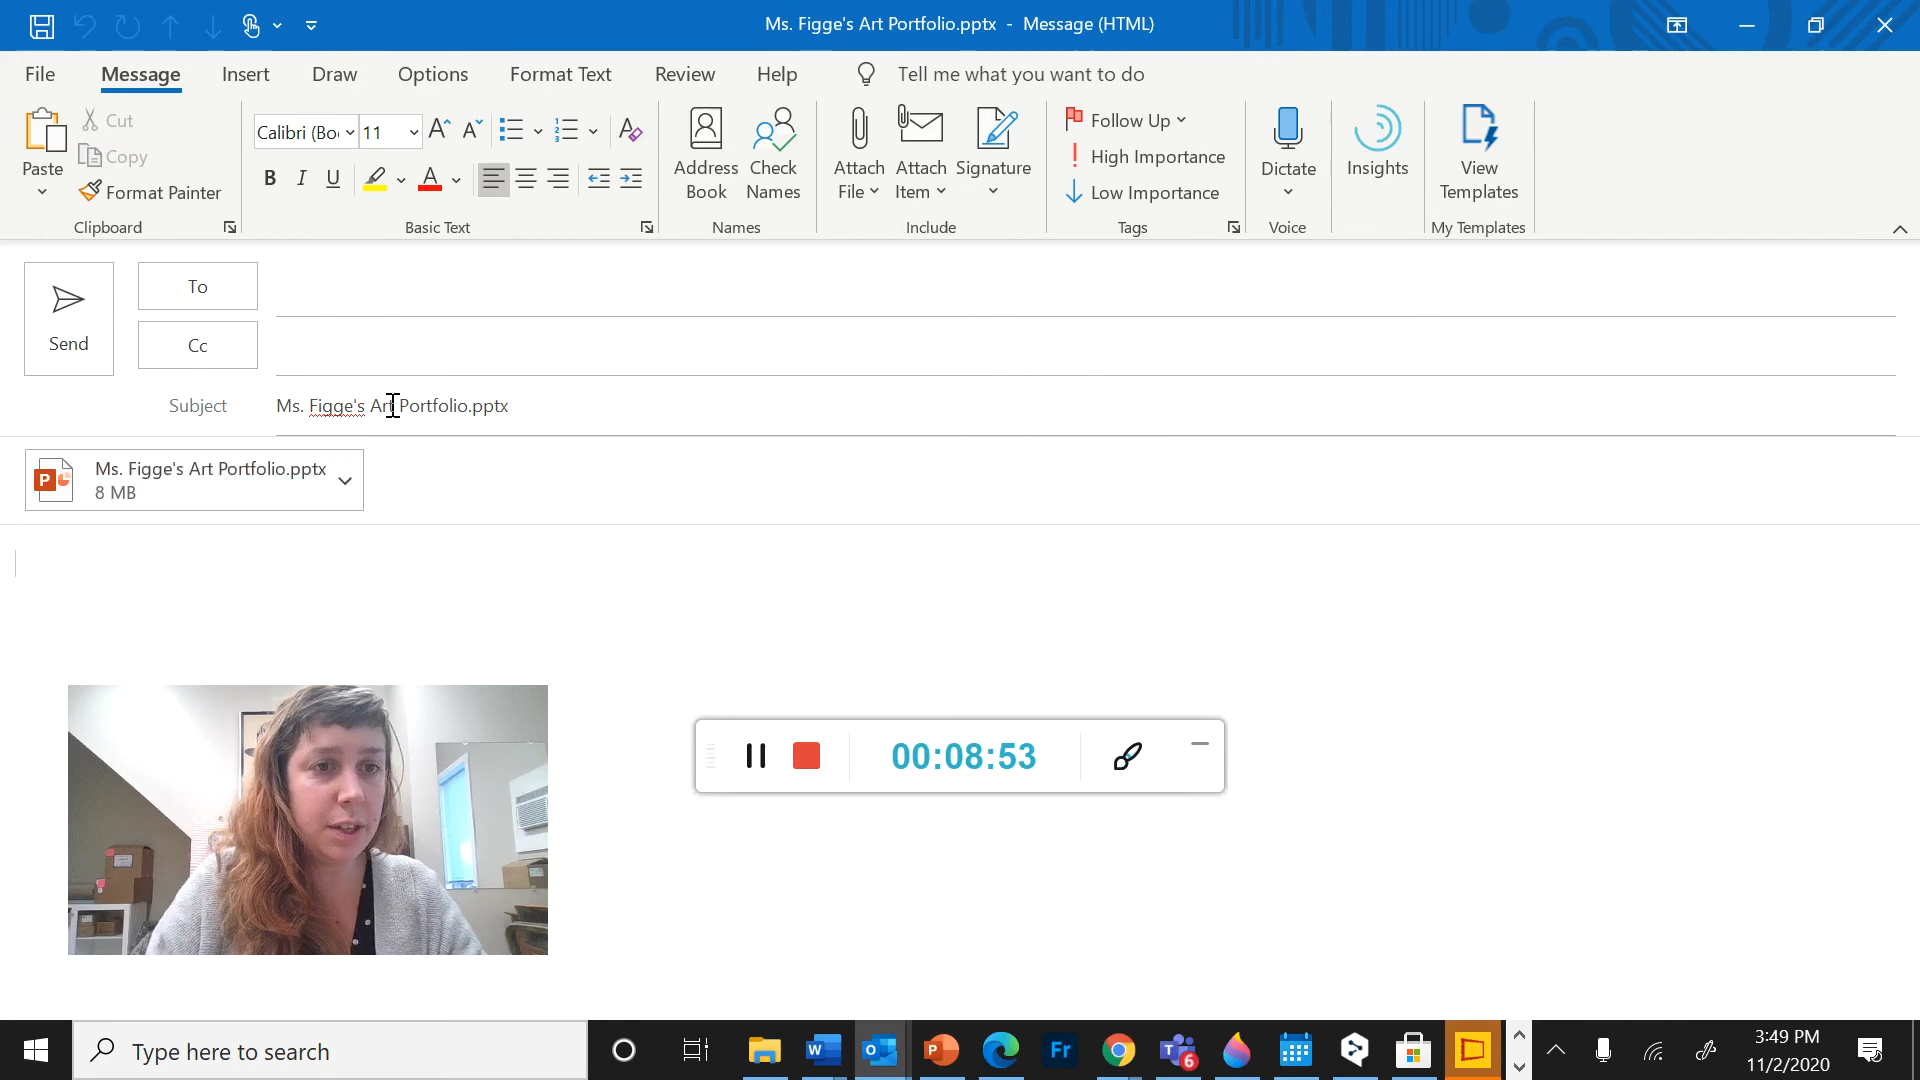 Ms. Figge's Art Portfolio.pptx - Message (HTML)
File Message Insert Draw Options Format Text Review Help Tell me what you want to do
Paste
Cut
Copy
Format Painter
Clipboard
Calibri (Bo 11
B I U
Basic Text
Address Book
Check Names
Names
Attach File
Attach Item
Signature
Include
Follow Up
High Importance
Low Importance
Tags
Dictate
Voice
Insights
View Templates
My Templates
Send
To
Cc
Subject Ms. Figge's Art Portfolio.pptx
Ms. Figge's Art Portfolio.pptx
8 MB
00:08:53
Type here to search
Fr
6
3:49 PM
11/2/2020